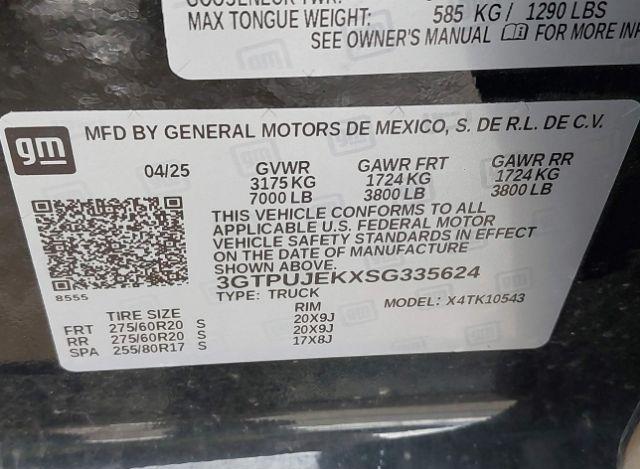 MAX TONGUE WEIGHT: 585 KG / 1290 LBS
SEE OWNER'S MANUAL FOR MORE INF
gm
MFD BY GENERAL MOTORS DE MEXICO, S. DE R.L. DE C.V.
04/25 GVWR GAWR FRT GAWR RR
3175 KG 1724 KG 1724 KG
7000 LB 3800 LB 3800 LB
THIS VEHICLE CONFORMS TO ALL
APPLICABLE U.S. FEDERAL MOTOR
VEHICLE SAFETY STANDARDS IN EFFECT
ON THE DATE OF MANUFACTURE
SHOWN ABOVE.
3GTPUJEKXSG335624
8555
TYPE: TRUCK MODEL: X4TK10543
TIRE SIZE RIM
FRT 275/60R20 S 20X9J
RR 275/60R20 S 20X9J
SPA 255/80R17 S 17X8J